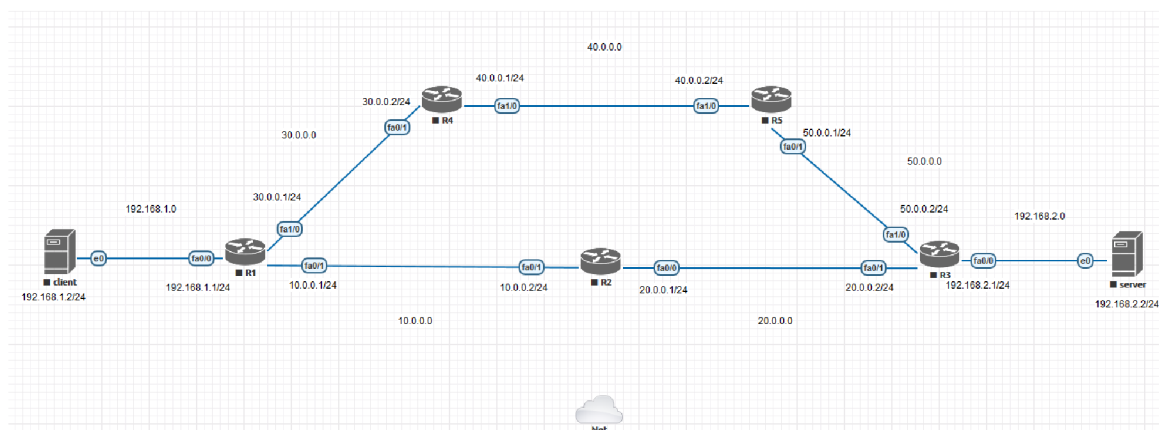 40.0.0.0
40.0.0.1/24
40.0.0.2/24
30.0.0.2/24
fa1/0
fa1/0
R4
R5
fa0/1
30.0.0.0
50.0.0.1/24
fa0/1
50.0.0.0
30.0.0.1/24
192.168.1.0
50.0.0.2/24
192.168.2.0
fa1/0
fa1/0
e0
fa0/0
R1
fa0/1
fa0/1
R2
fa0/0
fa0/1
R3
fa0/0
e0
client
192.168.1.1/24
10.0.0.1/24
10.0.0.2/24
20.0.0.1/24
20.0.0.2/24
192.168.2.1/24
server
192.168.1.2/24
192.168.2.2/24
10.0.0.0
20.0.0.0
Net